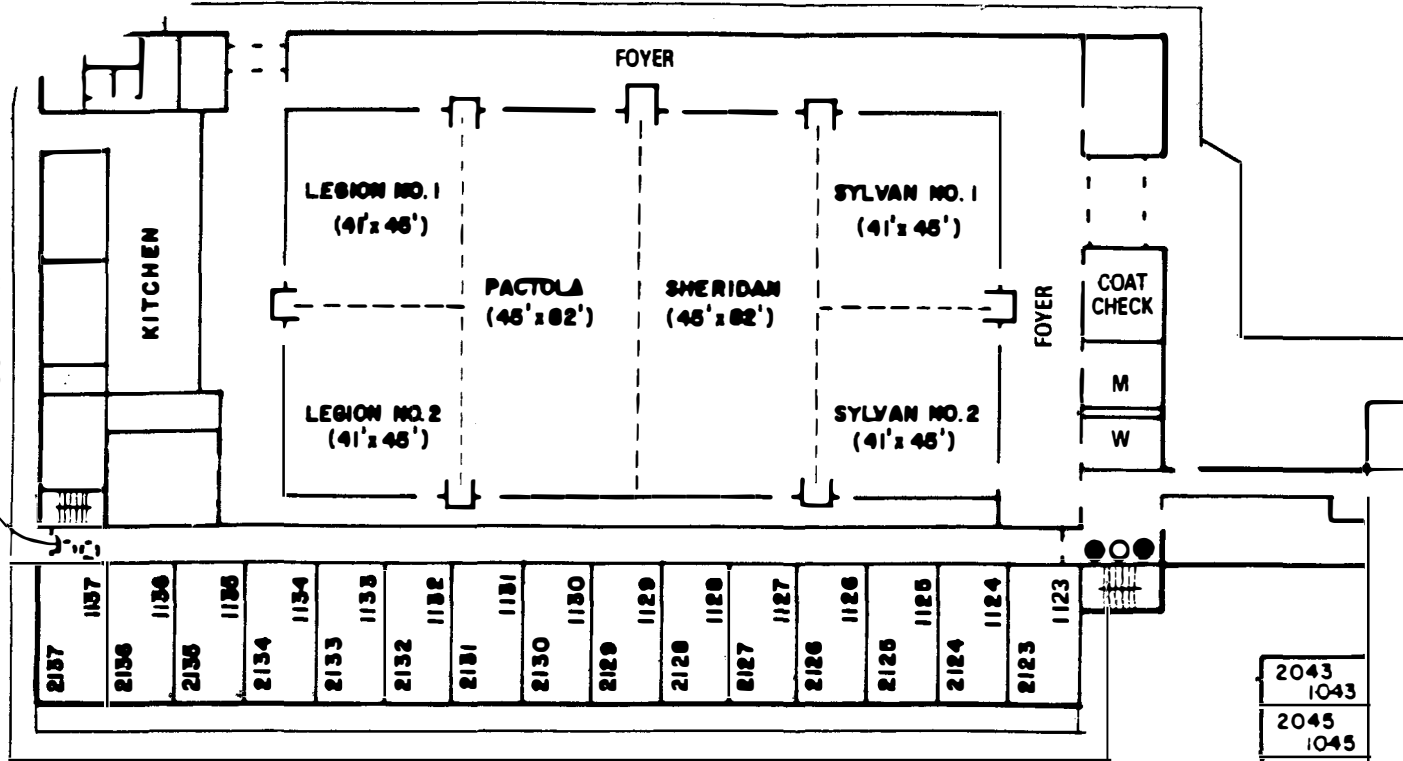 FOYER
LEGION NO. 1
(41' x 45')
SYLVAN NO. 1
(41' x 45')
KITCHEN
PACTOLA
(45' x 82')
SHERIDAN
(45' x 82')
FOYER
COAT
CHECK
M
LEGION NO. 2
(41' x 45')
SYLVAN NO. 2
(41' x 45')
W
1137
1136
1135
1134
1133
1132
1131
1130
1129
1128
1127
1126
1125
1124
1123
2137
2136
2135
2134
2133
2132
2131
2130
2129
2128
2127
2126
2125
2124
2123
2043
1043
2045
1045